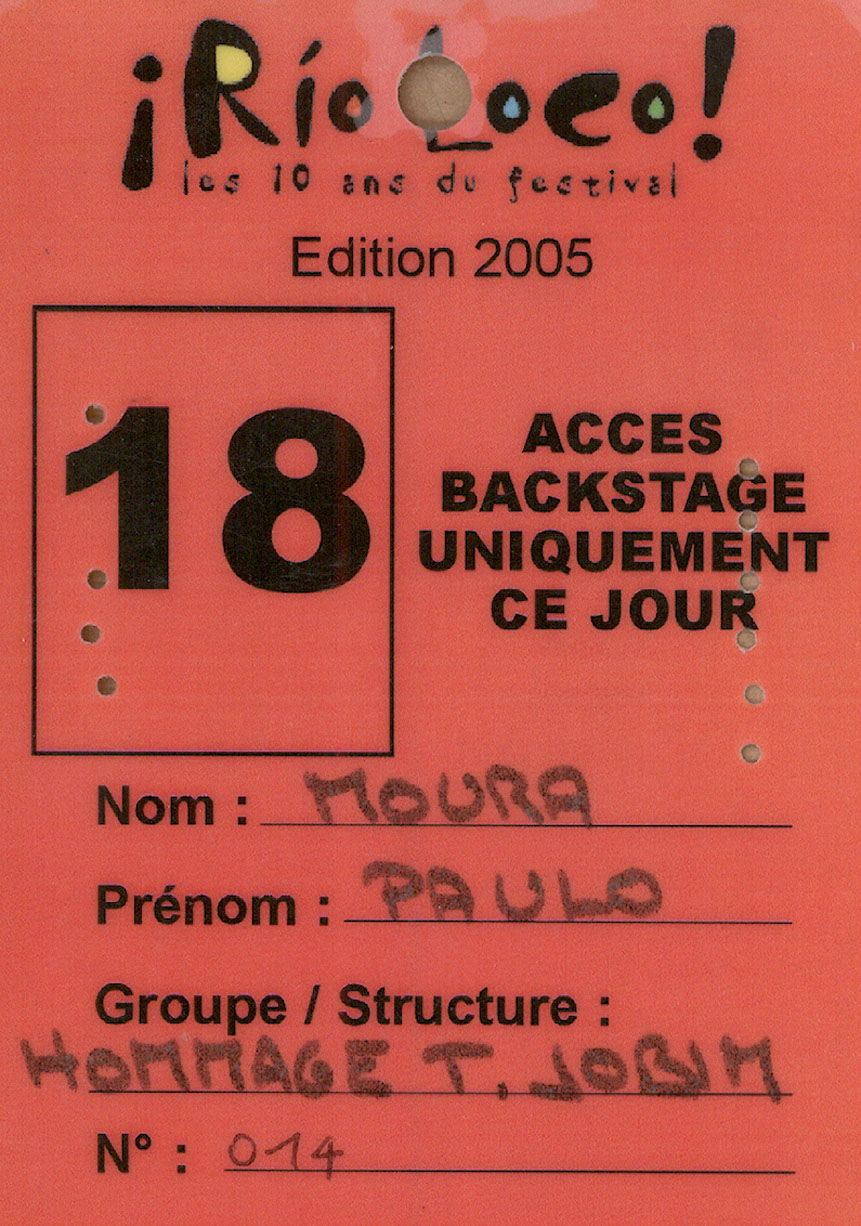 ¡Río Loco!
les 10 ans du festival
Edition 2005
18
ACCES
BACKSTAGE
UNIQUEMENT
CE JOUR
Nom : MOURA
Prénom : PAULO
Groupe / Structure :
HOMMAGE T. JOBIM
N° : 014